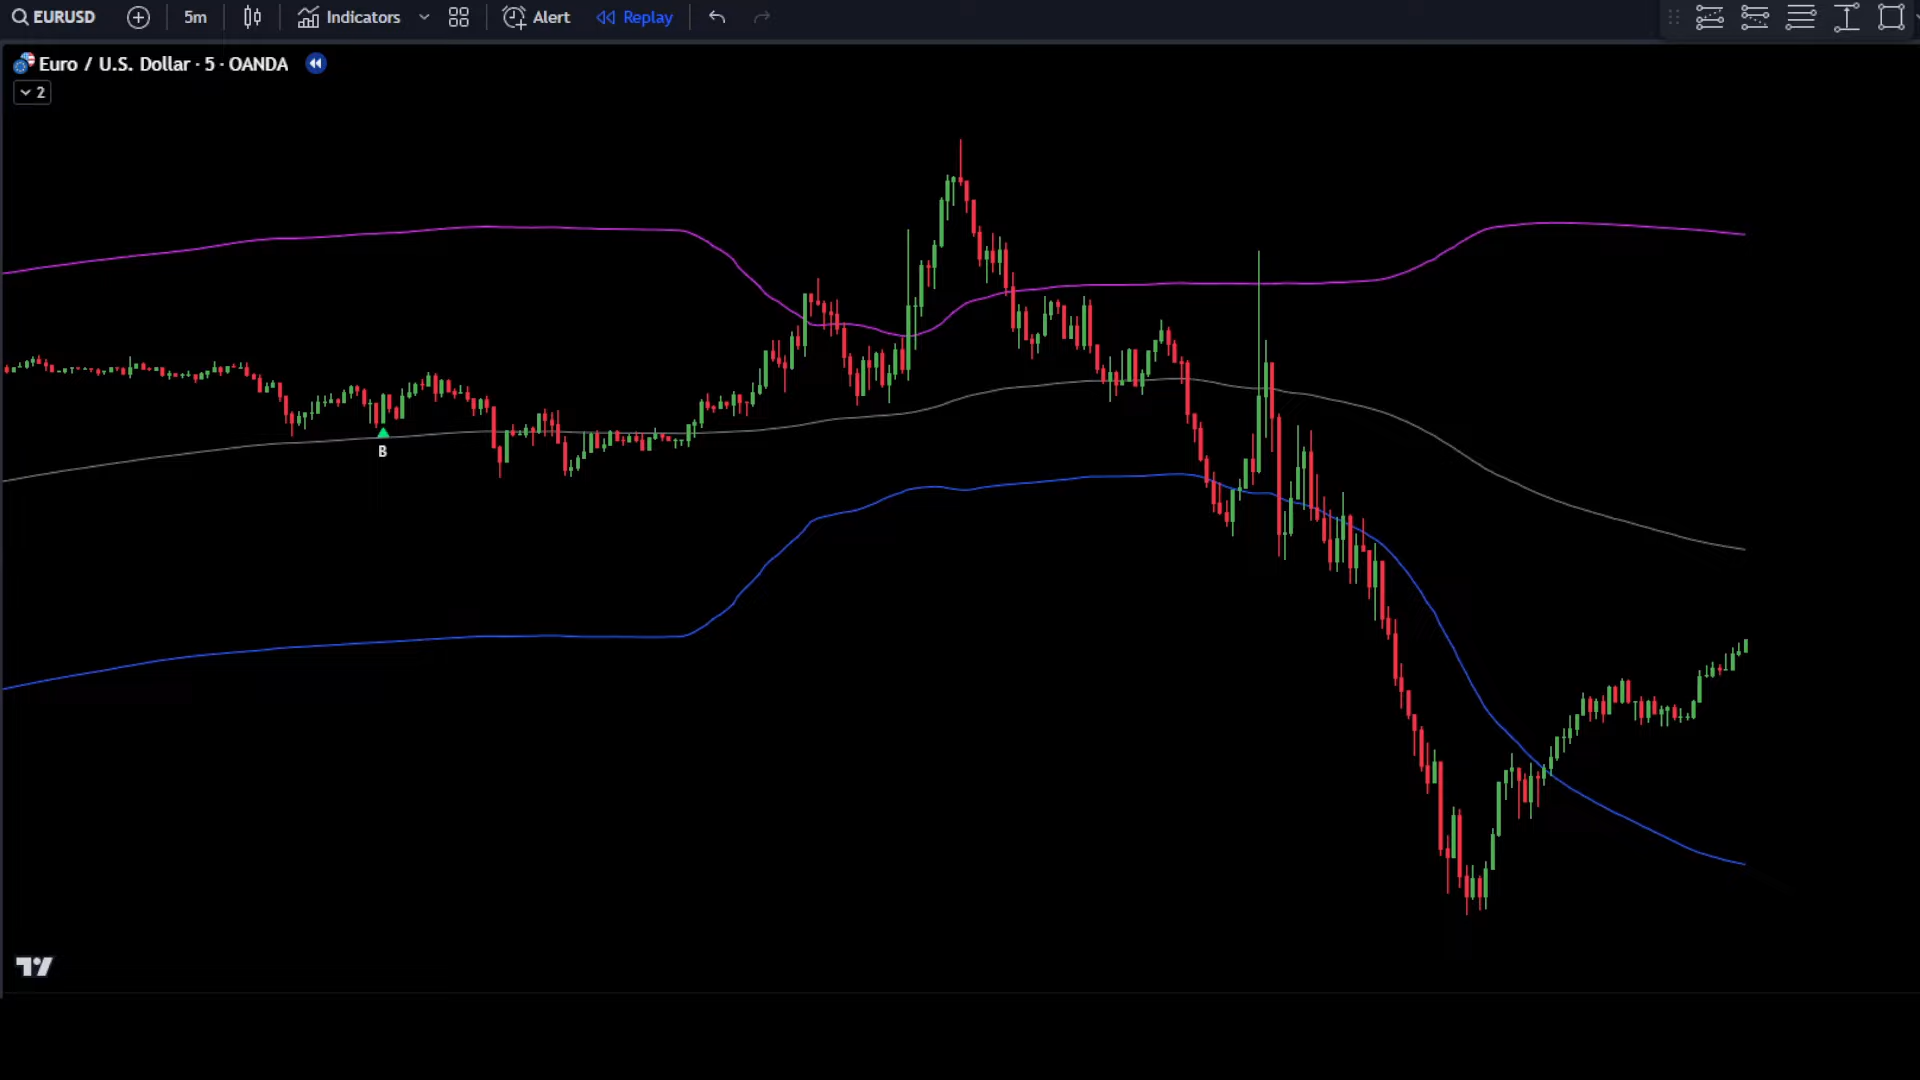 EURUSD 5m Indicators Alert Replay
Euro / U.S. Dollar · 5 · OANDA
2
B